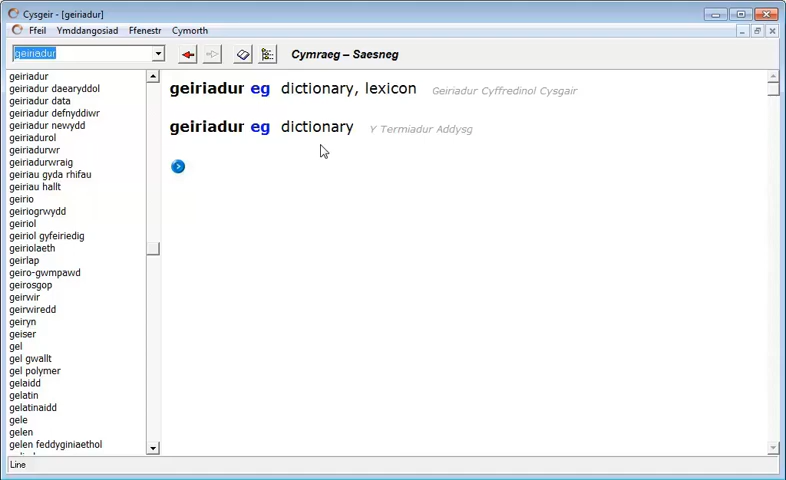 Cysgeir - [geiriadur]
Ffeil Ymddangosiad Ffenestr Cymorth
geiriadur
Cymraeg – Saesneg
geiriadur
geiriadur daearyddol
geiriadur data
geiriadur defnyddiwr
geiriadur newydd
geiriadurol
geiriadurwr
geiriadurwraig
geiriau gyda rhifau
geiriau hallt
geirio
geiriogrwydd
geiriol
geiriol gyfeiriedig
geiriolaeth
geirlap
geiro-gwmpawd
geirosgop
geirwir
geirwiredd
geiryn
geiser
gel
gel gwallt
gel polymer
gelaidd
gelatin
gelatinaidd
gele
gelen
gelen feddyginiaethol
geiriadur eg dictionary, lexicon Geiriadur Cyffredinol Cysgair
geiriadur eg dictionary Y Termiadur Addysg
Line